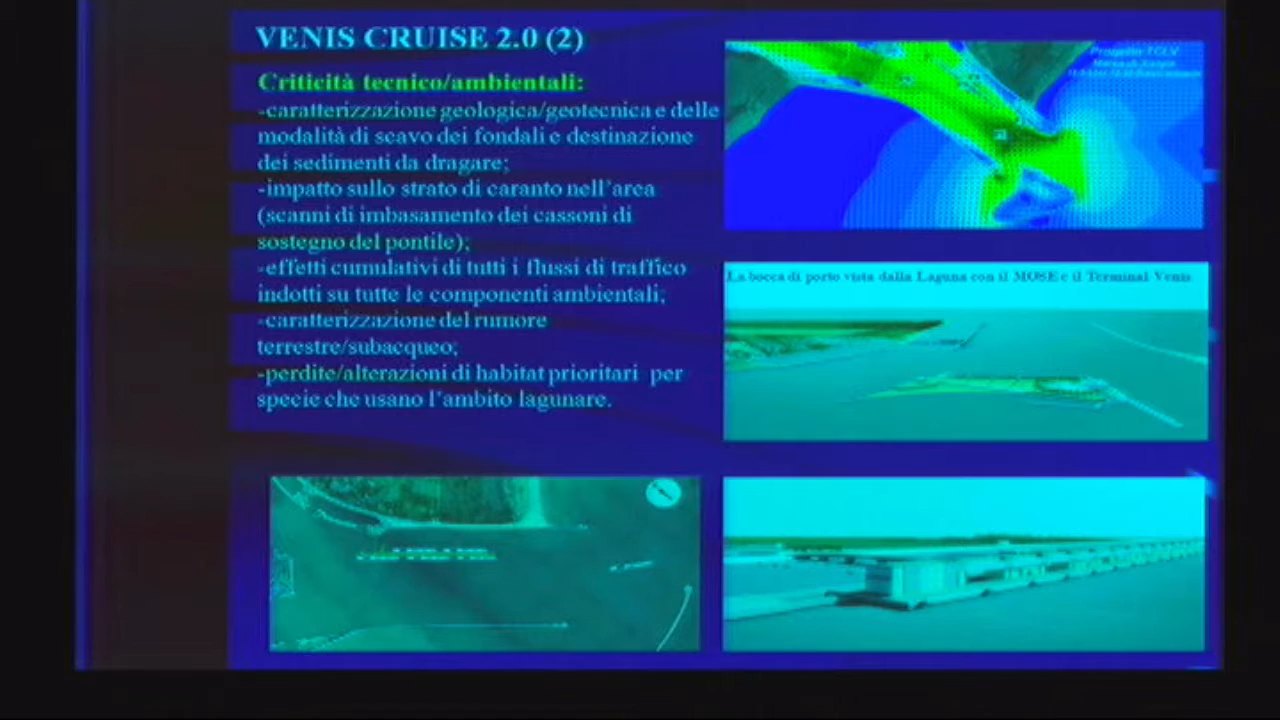 VENIS CRUISE 2.0 (2)
Criticità tecnico/ambientali:
-caratterizzazione geologica/geotecnica e delle
modalità di scavo dei fondali e destinazione
dei sedimenti da dragare;
-impatto sullo strato di caranto nell'area
(scanni di imbasamento dei cassoni di
sostegno del pontile);
-effetti cumulativi di tutti i flussi di traffico
indotti su tutte le componenti ambientali;
-caratterizzazione del rumore
terrestre/subacqueo;
-perdite/alterazioni di habitat prioritari per
specie che usano l'ambito lagunare.
Progetto
La bocca di porto vista dalla Laguna con il MOSE e il Terminal Venis